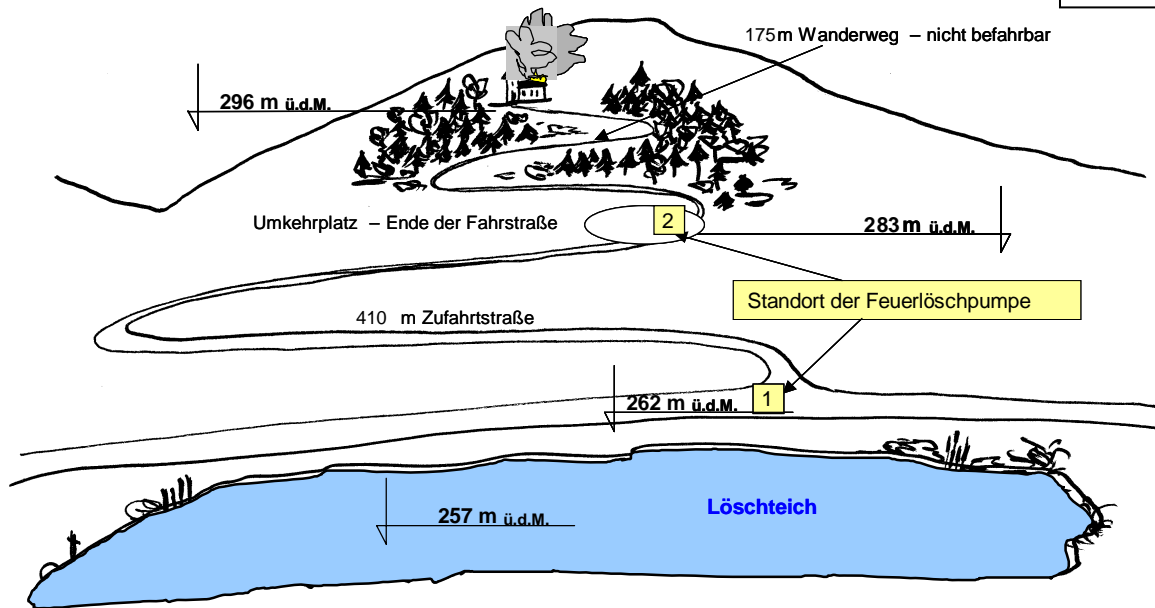 175m Wanderweg – nicht befahrbar
296 m ü.d.M.
Umkehrplatz – Ende der Fahrstraße
2
283m ü.d.M.
Standort der Feuerlöschpumpe
410 m Zufahrtstraße
1
262 m ü.d.M.
257 m ü.d.M.
Löschteich